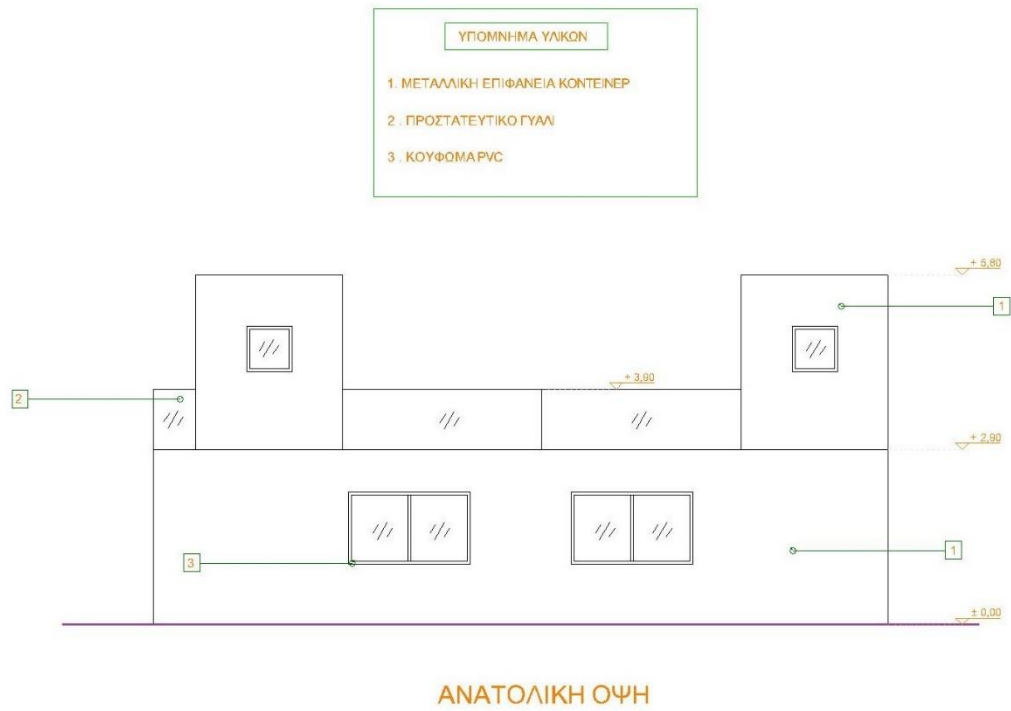 ΥΠΟΜΝΗΜΑ ΥΛΙΚΩΝ
1. ΜΕΤΑΛΛΙΚΗ ΕΠΙΦΑΝΕΙΑ ΚΟΝΤΕΙΝΕΡ
2 . ΠΡΟΣΤΑΤΕΥΤΙΚΟ ΓΥΑΛΙ
3 . ΚΟΥΦΩΜΑ PVC
+ 5,80
1
+ 3,90
2
+ 2,90
3
1
± 0,00
ΑΝΑΤΟΛΙΚΗ ΟΨΗ